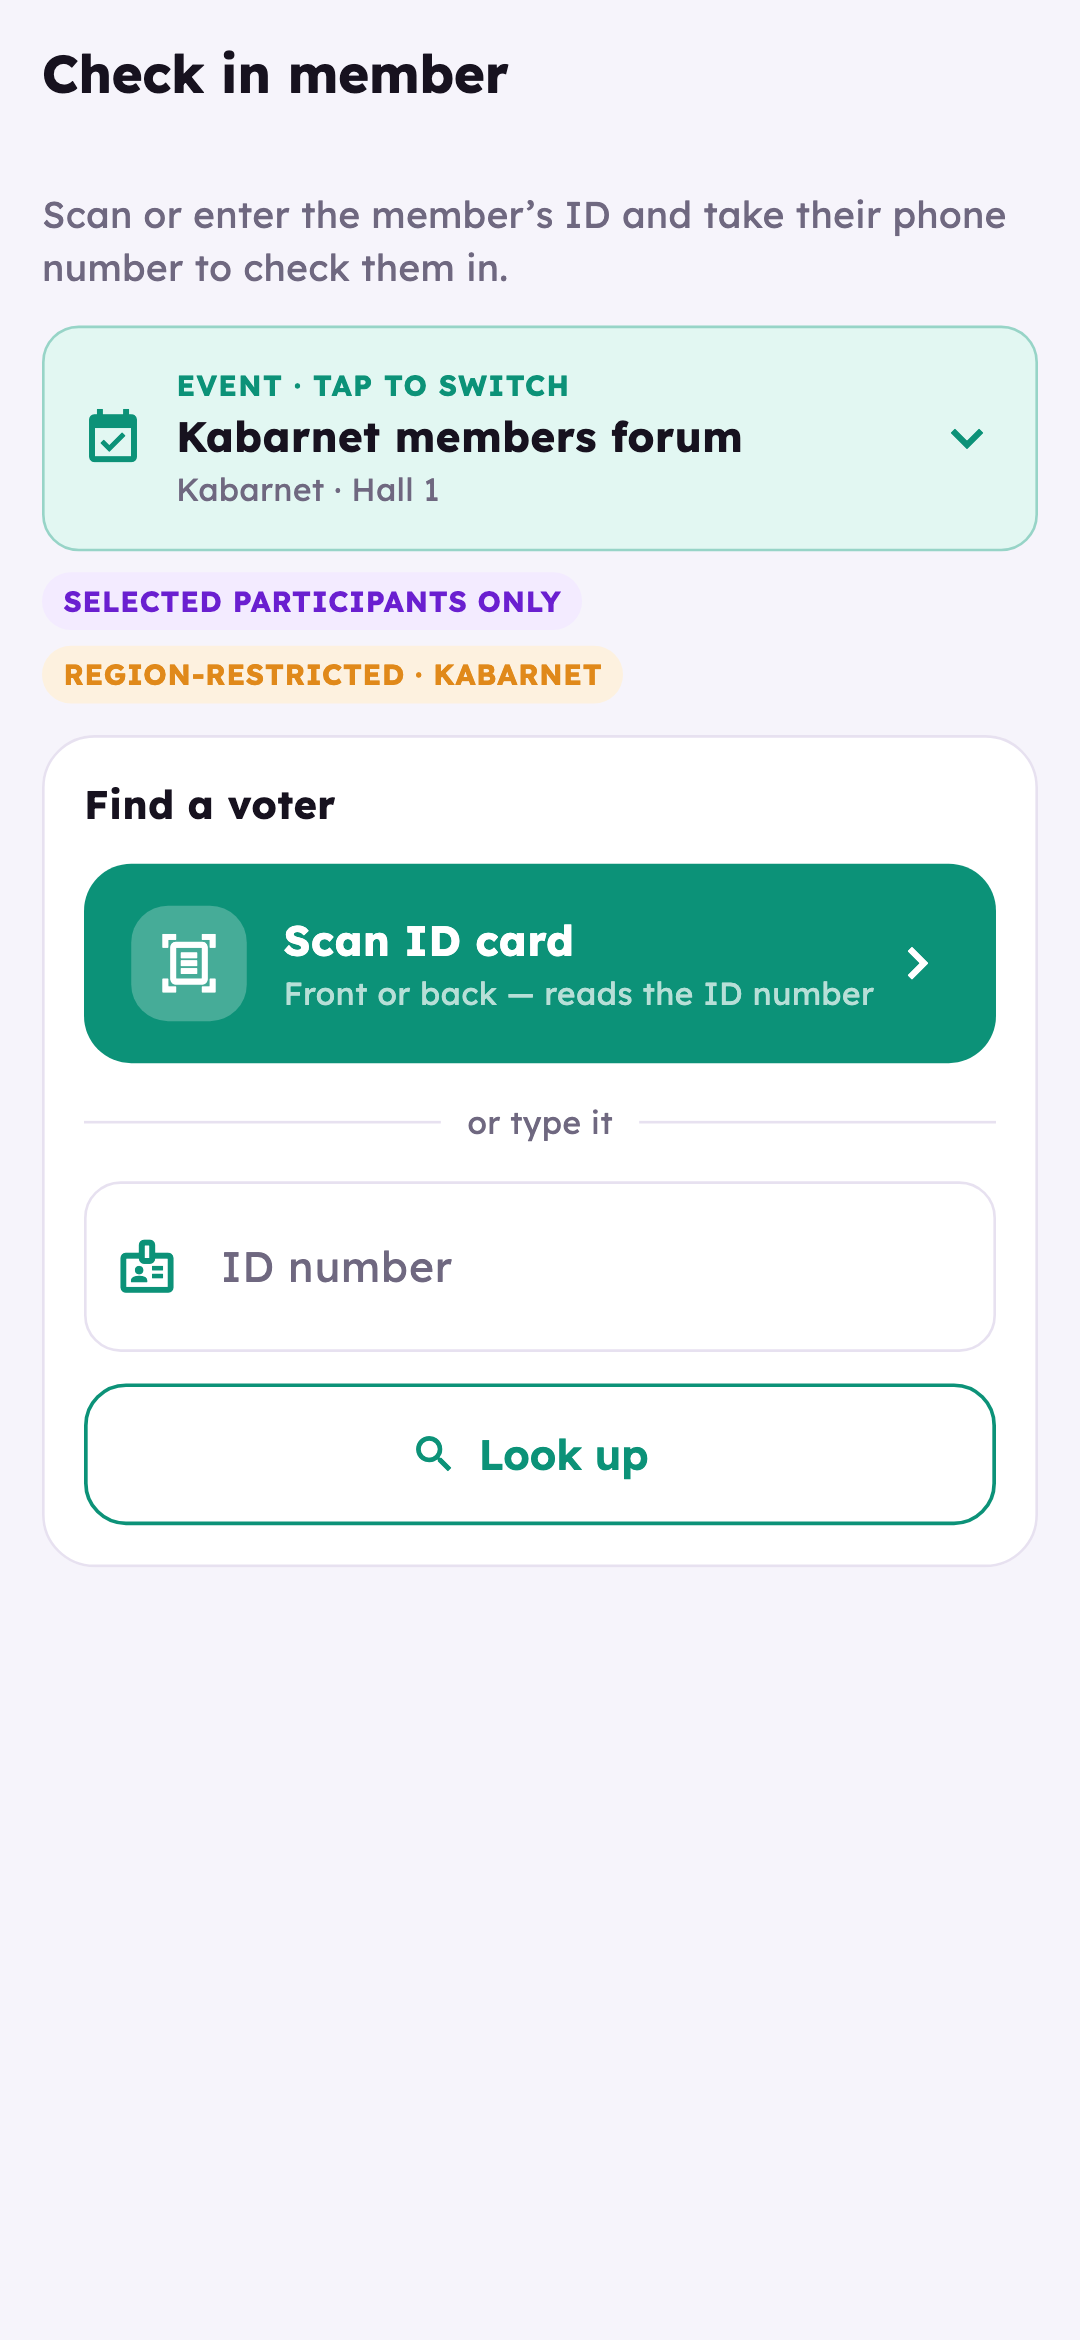 Check in member
Scan or enter the member’s ID and take their phone
number to check them in.
EVENT · TAP TO SWITCH
Kabarnet members forum
Kabarnet · Hall 1
SELECTED PARTICIPANTS ONLY
REGION-RESTRICTED · KABARNET
Find a voter
Scan ID card
Front or back — reads the ID number
or type it
ID number
Look up